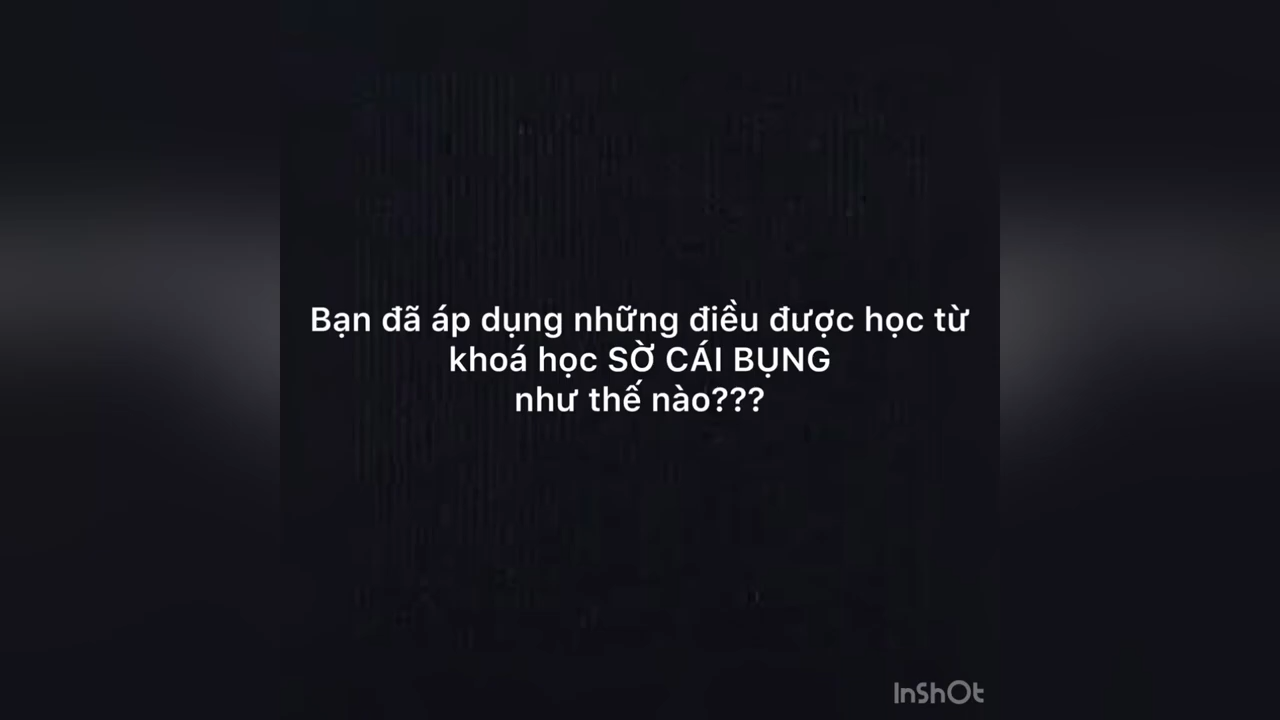 Bạn đã áp dụng những điều được học từ
khoá học SỜ CÁI BỤNG
như thế nào???
InShOt